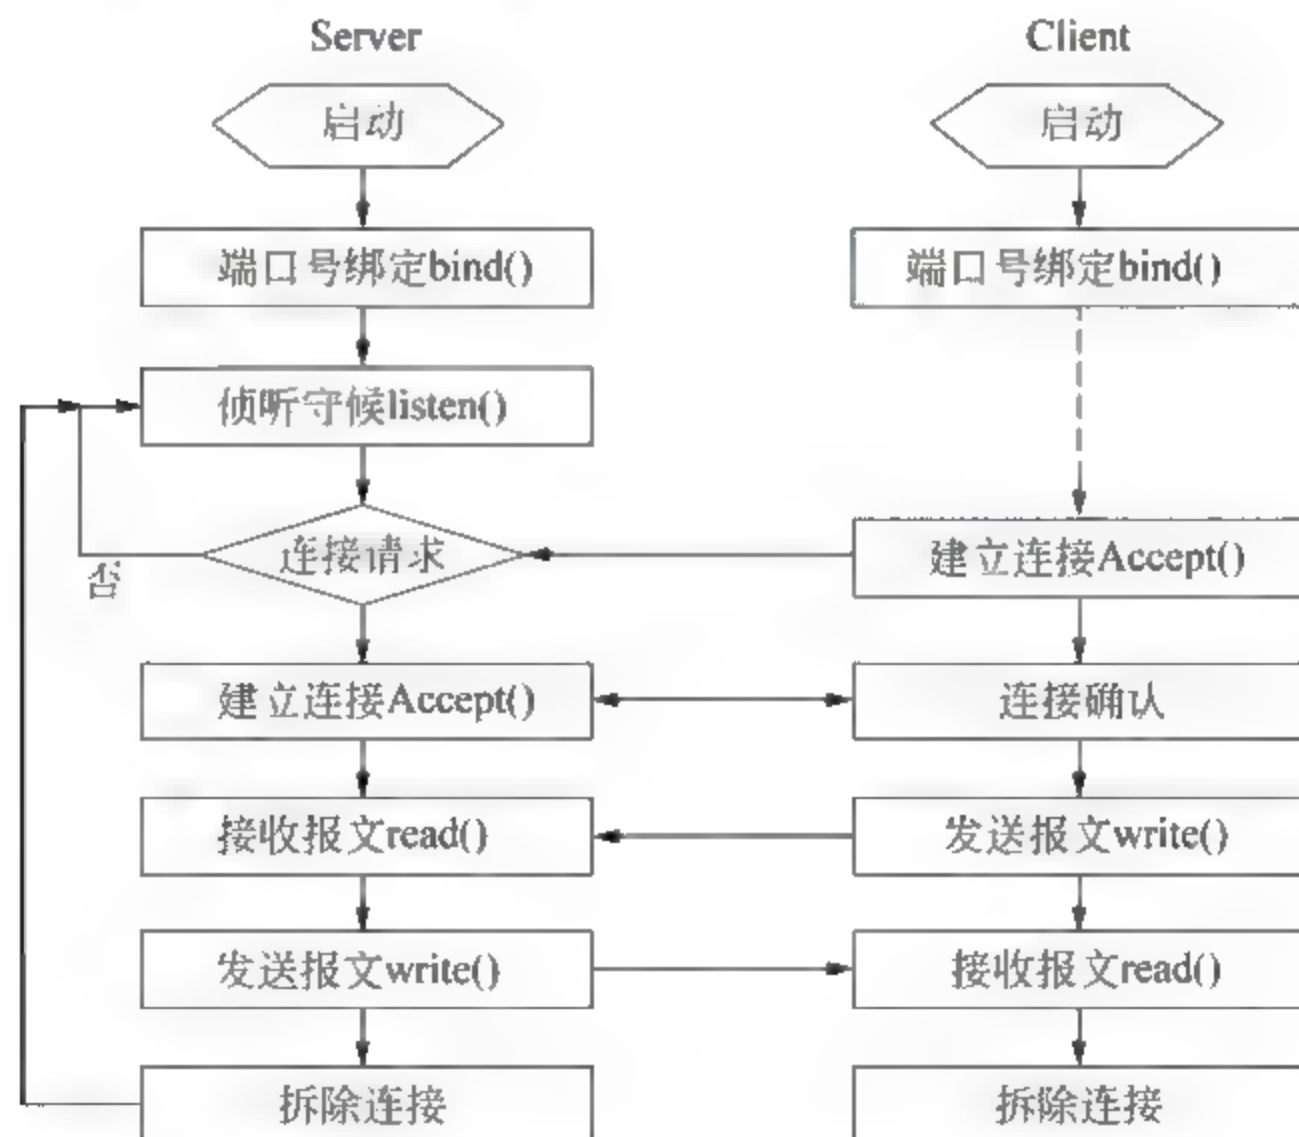 Server
Client
启动
启动
端口号绑定bind()
端口号绑定bind()
侦听守候listen()
连接请求
建立连接Accept()
否
建立连接Accept()
连接确认
接收报文read()
发送报文write()
发送报文write()
接收报文read()
拆除连接
拆除连接